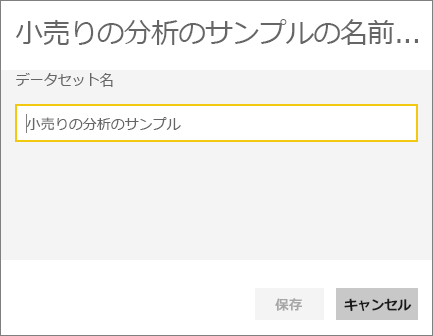 小売りの分析のサンプルの名前...
データセット名
小売りの分析のサンプル
保存
キャンセル